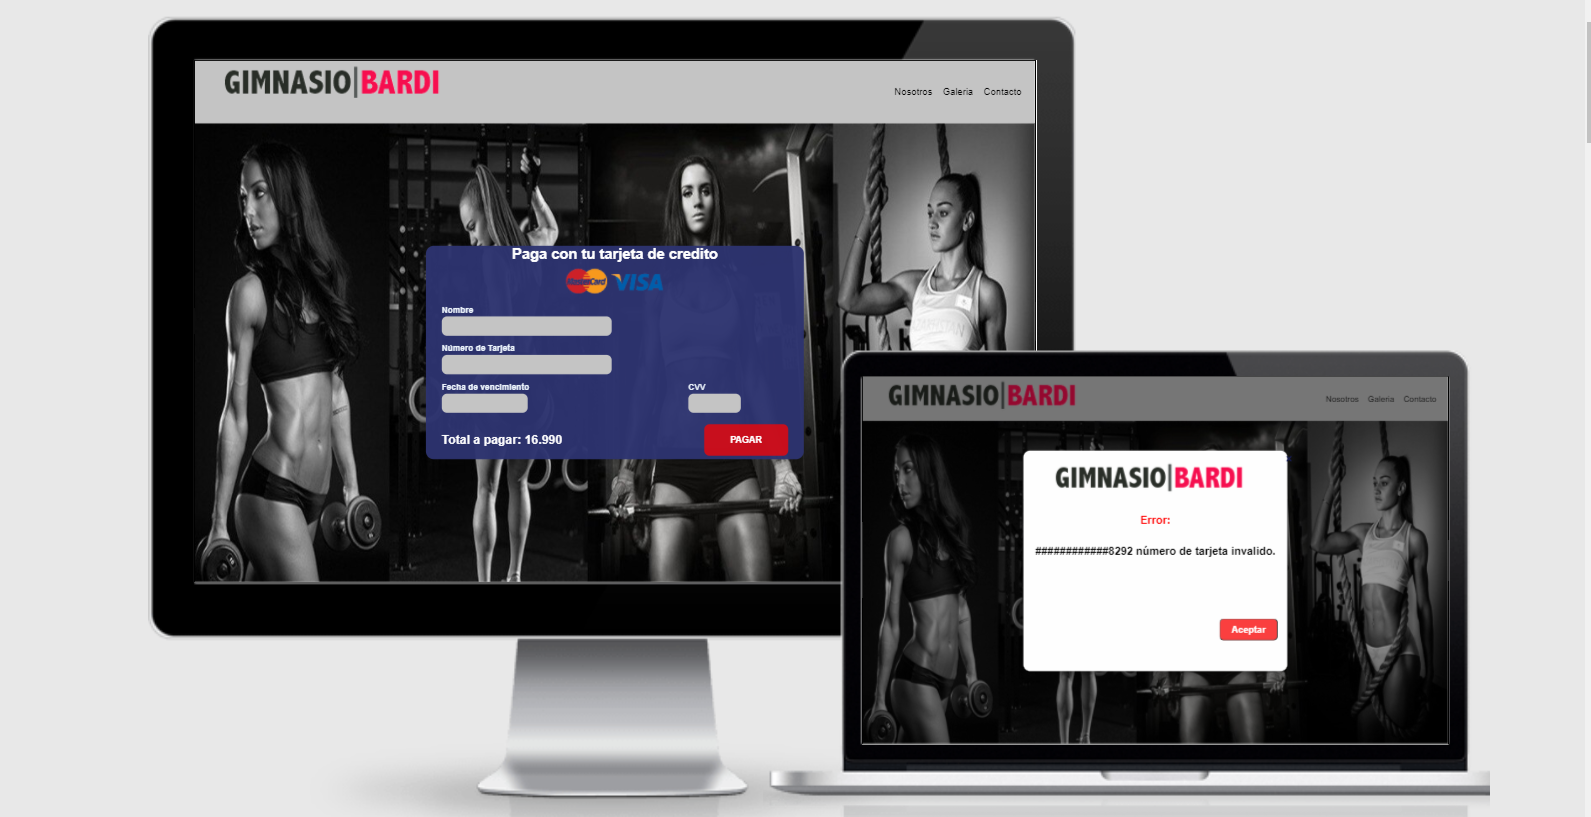 GIMNASIO|BARDI
Nosotros Galeria Contacto
Paga con tu tarjeta de credito
MasterCard VISA
Nombre
Número de Tarjeta
Fecha de vencimiento CVV
Total a pagar: 16.990 PAGAR
GIMNASIO|BARDI
Nosotros Galeria Contacto
GIMNASIO|BARDI
Error:
############8292 número de tarjeta invalido.
Aceptar